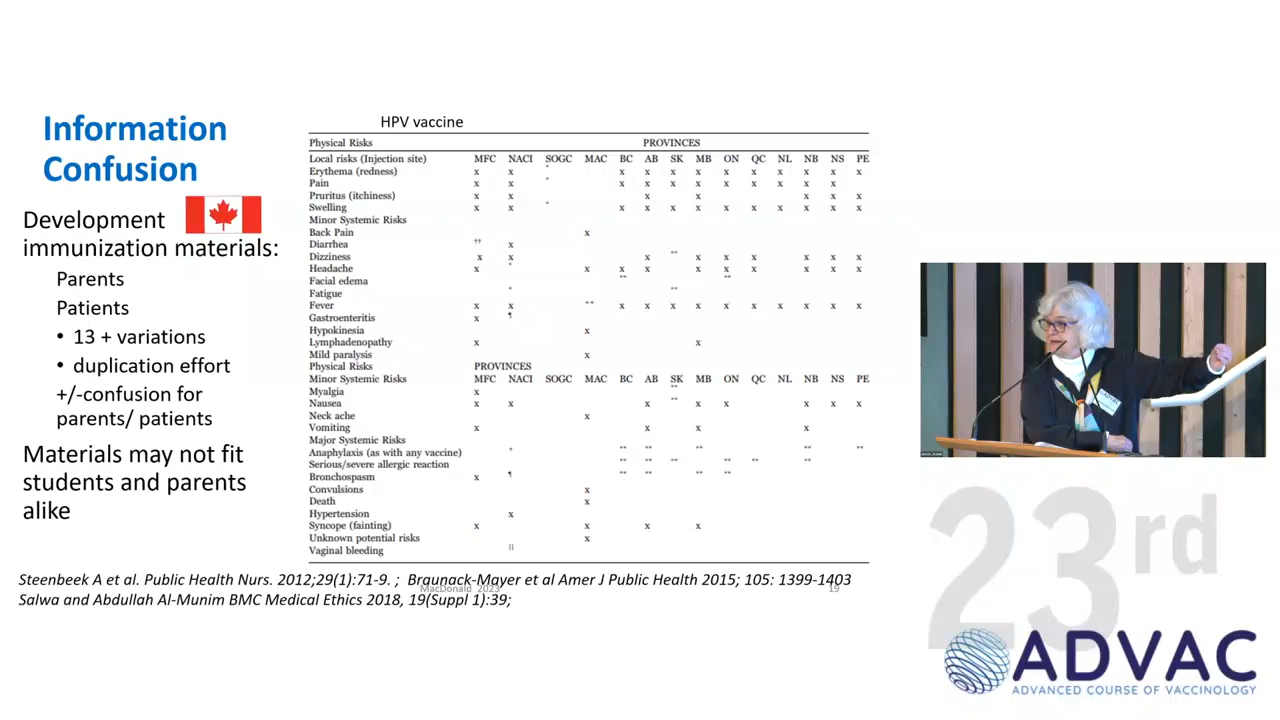 Information
Confusion
Development
immunization materials:
Parents
Patients
• 13 + variations
• duplication effort
+/-confusion for
parents/ patients
Materials may not fit
students and parents
alike
HPV vaccine
Physical Risks PROVINCES
Local risks (Injection site) MFC NACI SOGC MAC BC AB SK MB ON QC NL NB NS PE
Erythema (redness) x x * x x x x x x x x x x
Pain x x * x x x x x x x x x
Pruritus (itchiness) x x x x x x x
Swelling x x * x x x x x x x x x x
Minor Systemic Risks
Back Pain x
Diarrhea †† x
Dizziness x x x ** x x x x x x
Headache x * x x x x x x x x x
Facial edema ** **
Fatigue * **
Fever x x ** x x x x x x x x x x
Gastroenteritis x ¶
Hypokinesia x
Lymphadenopathy x x
Mild paralysis x
Physical Risks PROVINCES
Minor Systemic Risks MFC NACI SOGC MAC BC AB SK MB ON QC NL NB NS PE
Myalgia x **
Nausea x x x ** x x x x x
Neck ache x
Vomiting x x x x
Major Systemic Risks
Anaphylaxis (as with any vaccine) * ** ** ** ** **
Serious/severe allergic reaction ** ** ** ** ** **
Bronchospasm x ¶ ** ** ** **
Convulsions x
Death x
Hypertension x
Syncope (fainting) x x x x
Unknown potential risks x
Vaginal bleeding ||
Steenbeek A et al. Public Health Nurs. 2012;29(1):71-9. ; Braunack-Mayer et al Amer J Public Health 2015; 105: 1399-1403
MacDonald 2023 19
Salwa and Abdullah Al-Munim BMC Medical Ethics 2018, 19(Suppl 1):39;
ADVAC
23rd
ADVAC
ADVANCED COURSE OF VACCINOLOGY